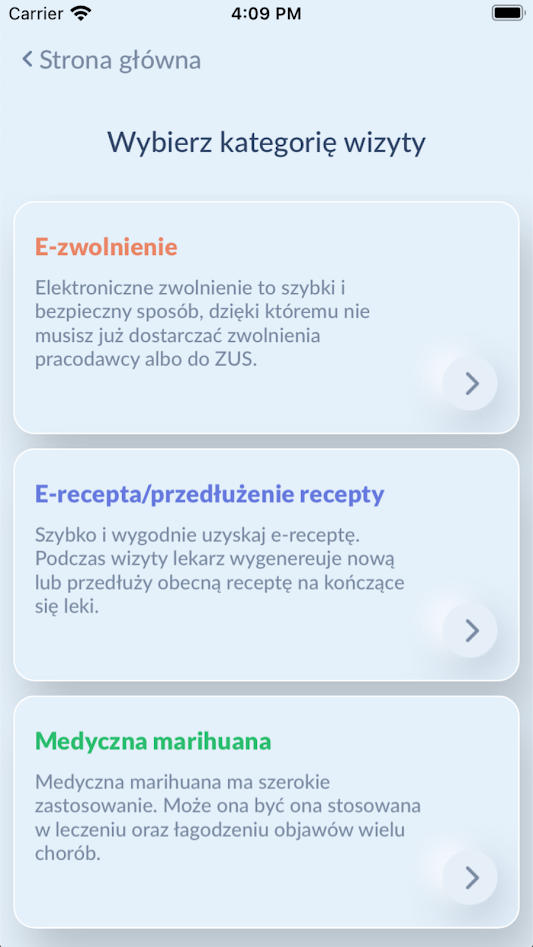 Carrier 4:09 PM
Strona główna
Wybierz kategorię wizyty
E-zwolnienie
Elektroniczne zwolnienie to szybki i
bezpieczny sposób, dzięki któremu nie
musisz już dostarczać zwolnienia
pracodawcy albo do ZUS.
E-recepta/przedłużenie recepty
Szybko i wygodnie uzyskaj e-receptę.
Podczas wizyty lekarz wygenereuje nową
lub przedłuży obecną receptę na kończące
się leki.
Medyczna marihuana
Medyczna marihuana ma szerokie
zastosowanie. Może ona być ona stosowana
w leczeniu oraz łagodzeniu objawów wielu
chorób.